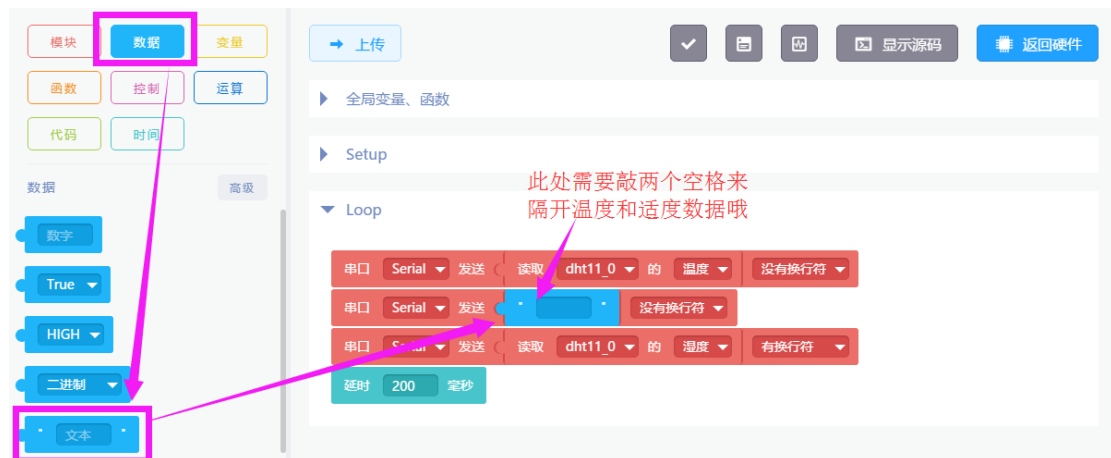 模块 数据 变量
函数 控制 运算
代码 时间
数据 高级
数字
True
HIGH
二进制
" 文本 "
上传 显示源码 返回硬件
全局变量、函数
Setup
此处需要敲两个空格来
隔开温度和适度数据哦
Loop
串口 Serial 发送 读取 dht11_0 的 温度 没有换行符
串口 Serial 发送 " " 没有换行符
串口 Serial 发送 读取 dht11_0 的 湿度 有换行符
延时 200 毫秒